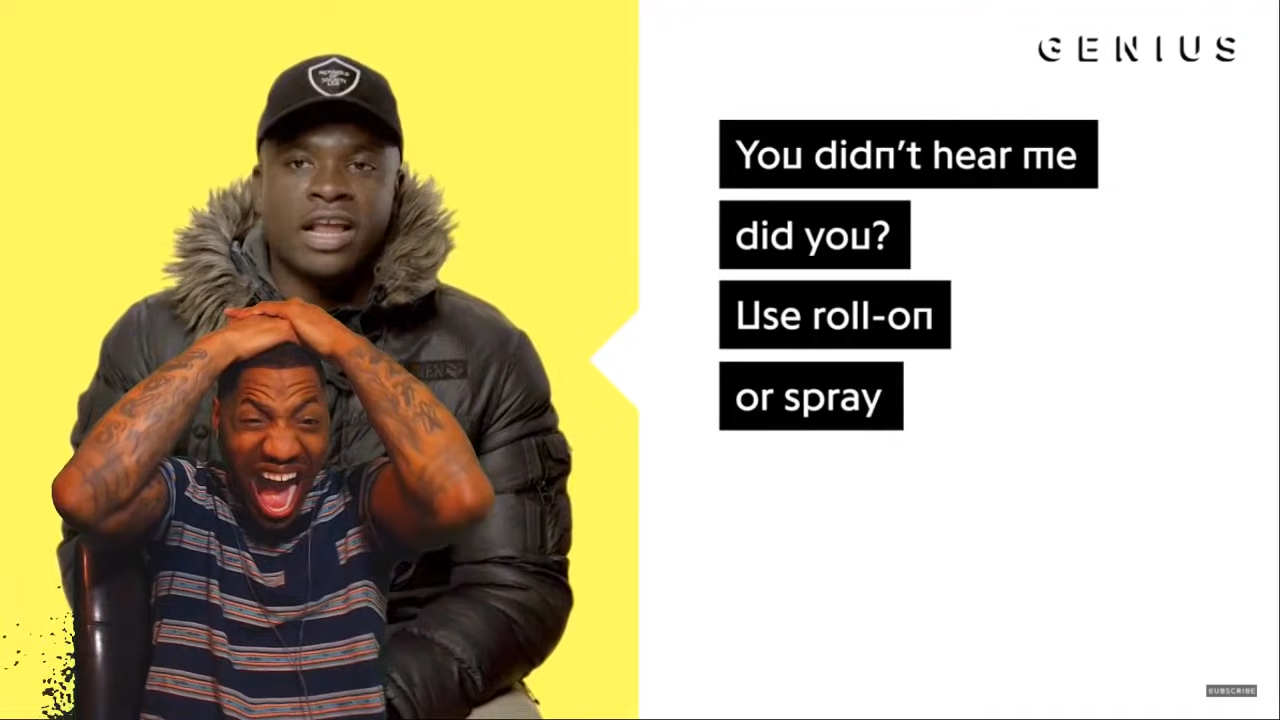 GENIUS
You didn't hear me
did you?
Use roll-on
or spray
SUBSCRIBE